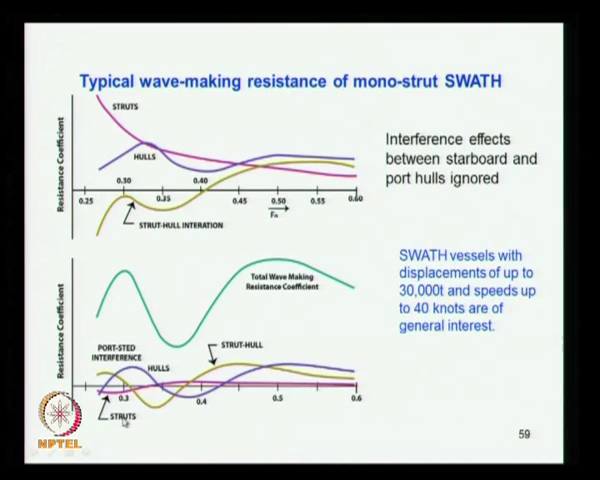 Typical wave-making resistance of mono-strut SWATH
Resistance Coefficient
STRUTS
HULLS
0.25
0.30
0.35
0.40
0.45
0.50
0.55
0.60
Fn
STRUT-HULL INTERATION
Interference effects
between starboard and
port hulls ignored
Resistance Coefficient
Total Wave Making
Resistance Coefficient
PORT-STED
INTERFERENCE
HULLS
STRUT-HULL
0.3
0.4
0.5
0.6
STRUTS
SWATH vessels with
displacements of up to
30,000t and speeds up
to 40 knots are of
general interest.
NPTEL
59